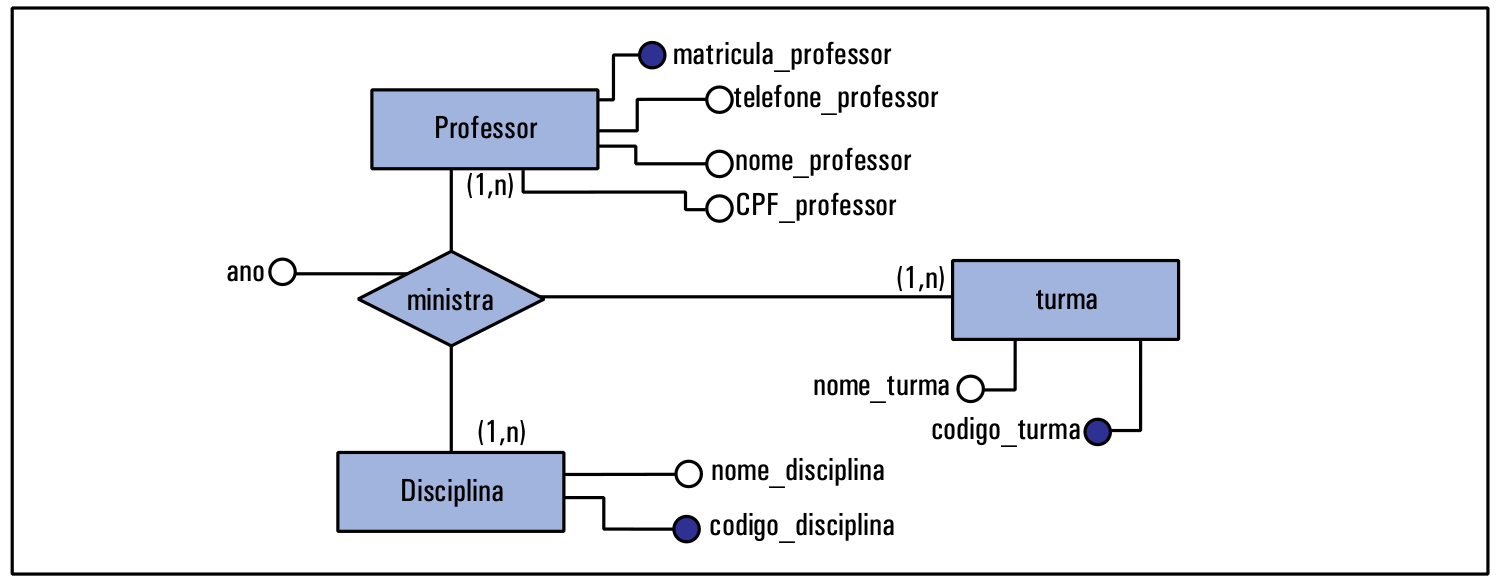 matricula_professor
telefone_professor
Professor
nome_professor
(1,n)
CPF_professor
ano
ministra
(1,n)
turma
nome_turma
codigo_turma
(1,n)
nome_disciplina
Disciplina
codigo_disciplina